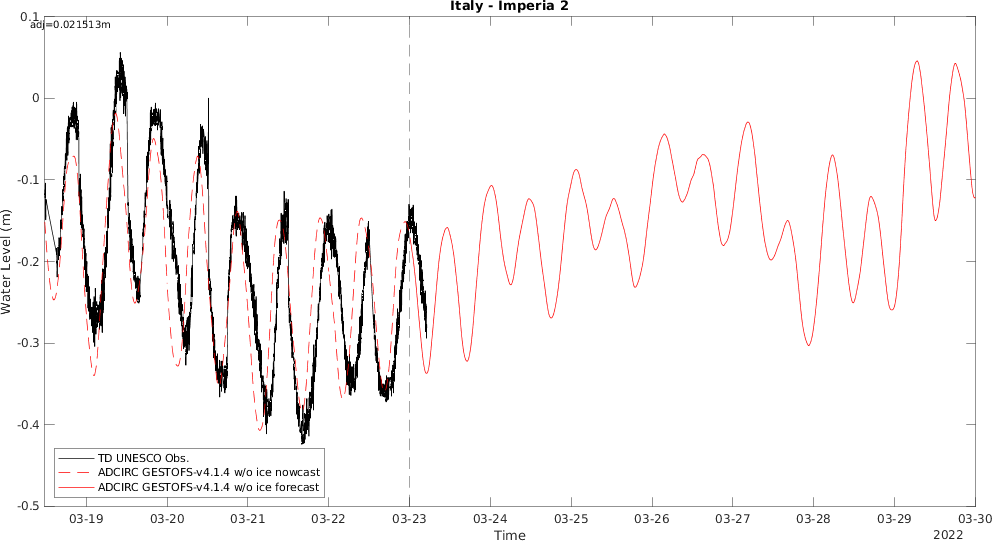 Italy - Imperia 2
adj=0.021513m
Water Level (m)
0.1
0
-0.1
-0.2
-0.3
-0.4
-0.5
TD UNESCO Obs.
ADCIRC GESTOFS-v4.1.4 w/o ice nowcast
ADCIRC GESTOFS-v4.1.4 w/o ice forecast
03-19 03-20 03-21 03-22 03-23 03-24 03-25 03-26 03-27 03-28 03-29 03-30
Time
2022